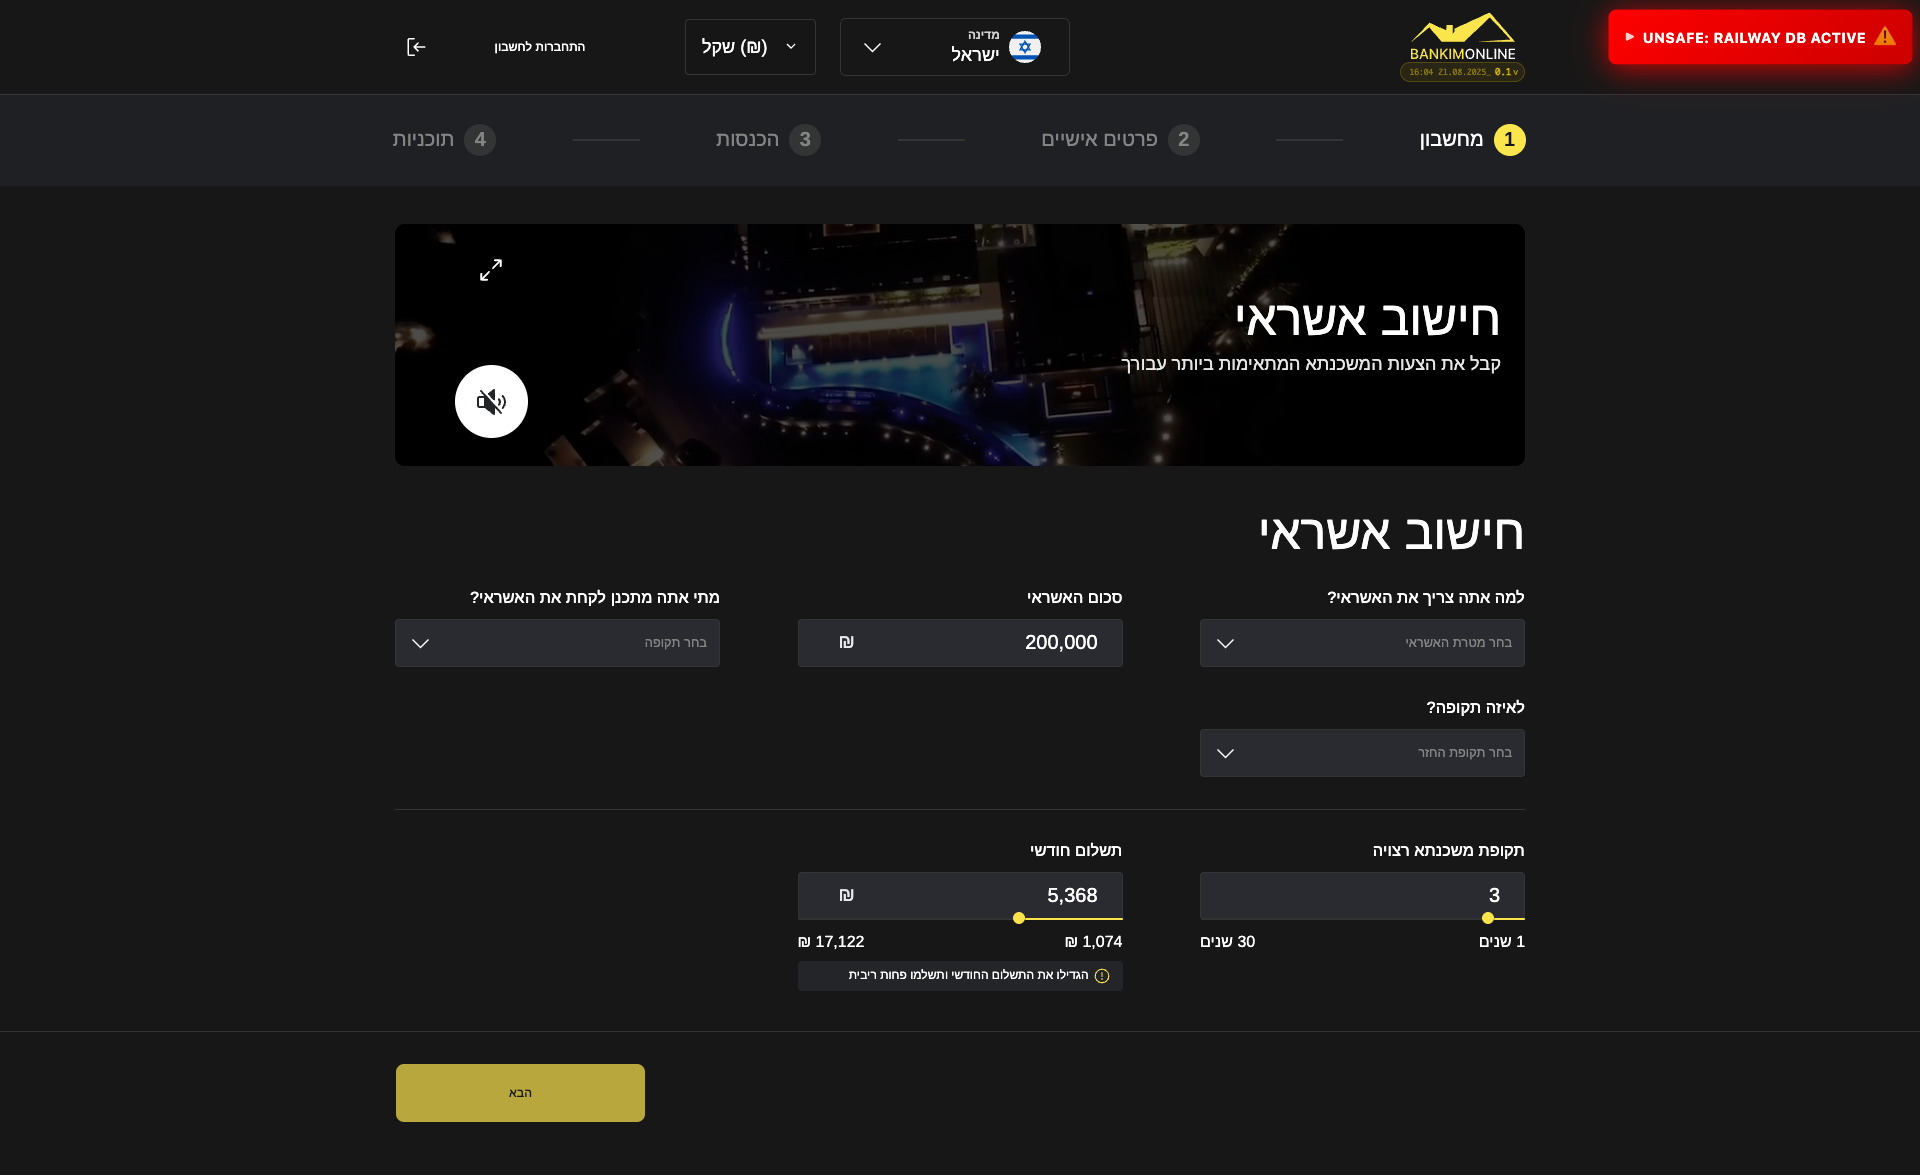 UNSAFE: RAILWAY DB ACTIVE
BANKIMONLINE
v 0.1 _21.08.2025 16:04
מדינה
ישראל
שקל (₪)
התחברות לחשבון
1 מחשבון
2 פרטים אישיים
3 הכנסות
4 תוכניות
חישוב אשראי
קבל את הצעות המשכנתא המתאימות ביותר עבורך
חישוב אשראי
למה אתה צריך את האשראי?
בחר מטרת האשראי
סכום האשראי
200,000 ₪
מתי אתה מתכנן לקחת את האשראי?
בחר תקופה
לאיזה תקופה?
בחר תקופת החזר
תקופת משכנתא רצויה
3
1 שנים
30 שנים
תשלום חודשי
5,368 ₪
1,074 ₪
17,122 ₪
הגדילו את התשלום החודשי ותשלמו פחות ריבית
הבא